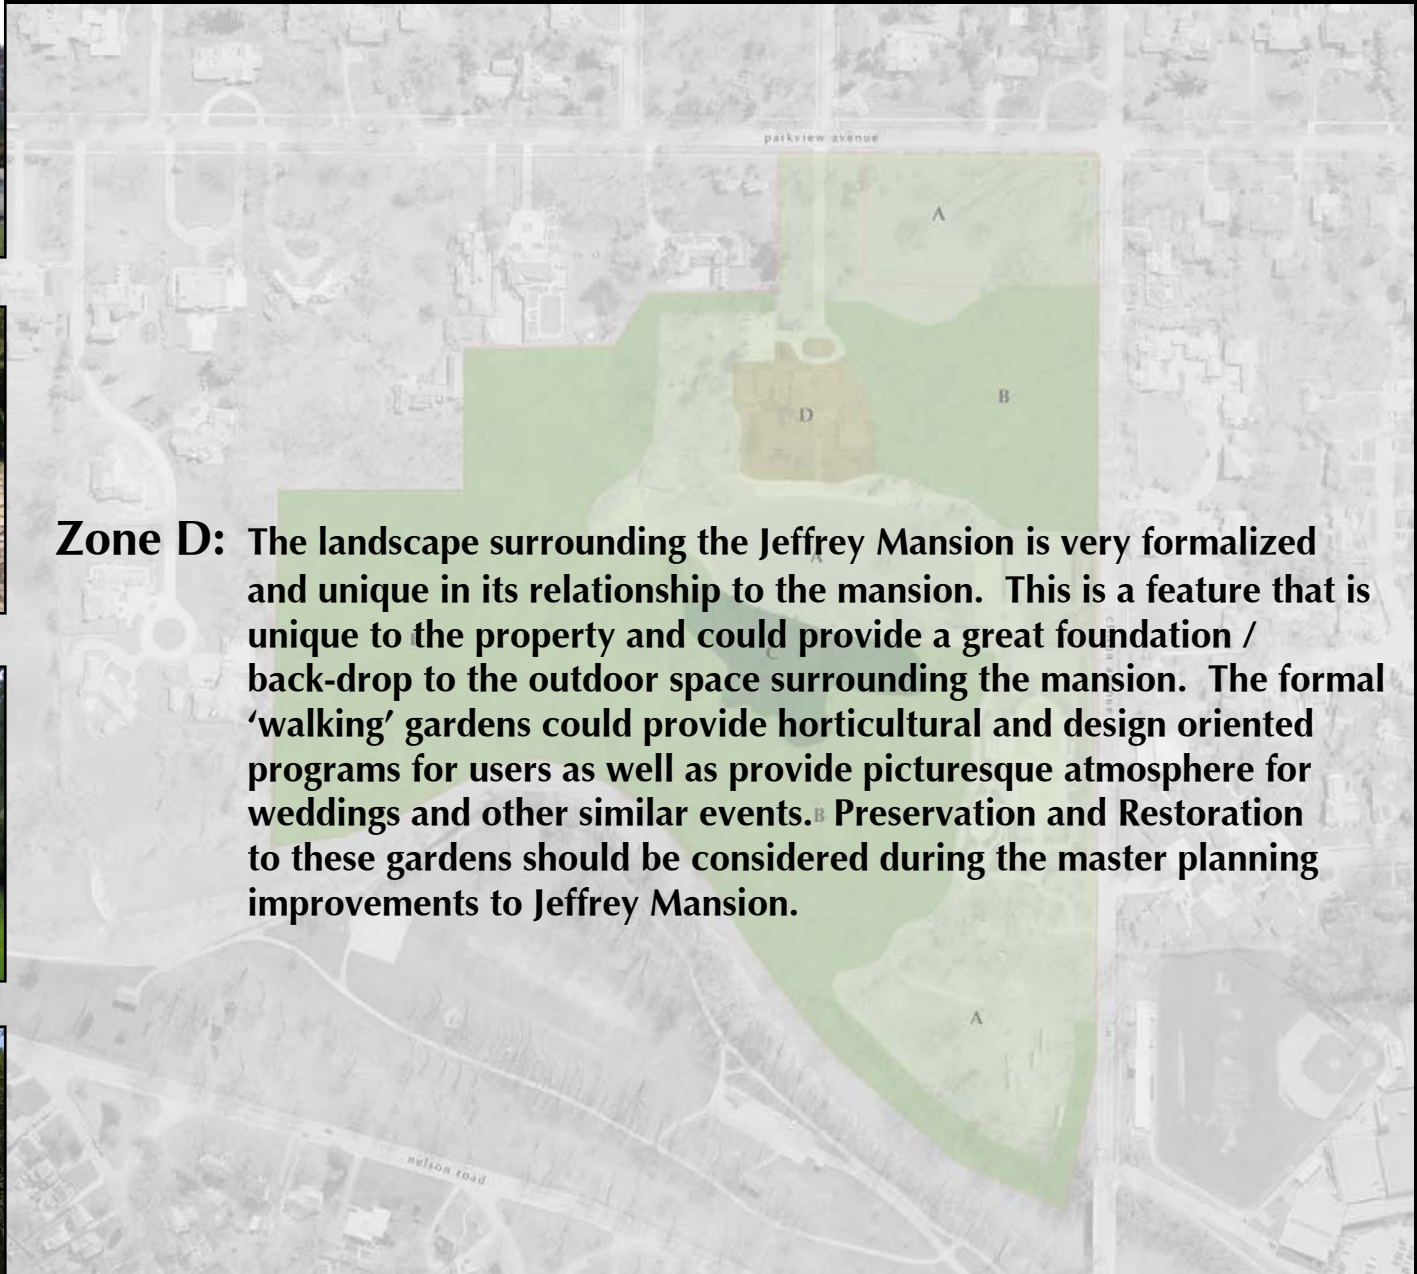 parkview avenue
A
B
D
Zone D: The landscape surrounding the Jeffrey Mansion is very formalized
and unique in its relationship to the mansion.  This is a feature that is
unique to the property and could provide a great foundation /
back-drop to the outdoor space surrounding the mansion.  The formal
‘walking’ gardens could provide horticultural and design oriented
programs for users as well as provide picturesque atmosphere for
weddings and other similar events.  Preservation and Restoration
to these gardens should be considered during the master planning
improvements to Jeffrey Mansion.
A
C
B
A
nelson road